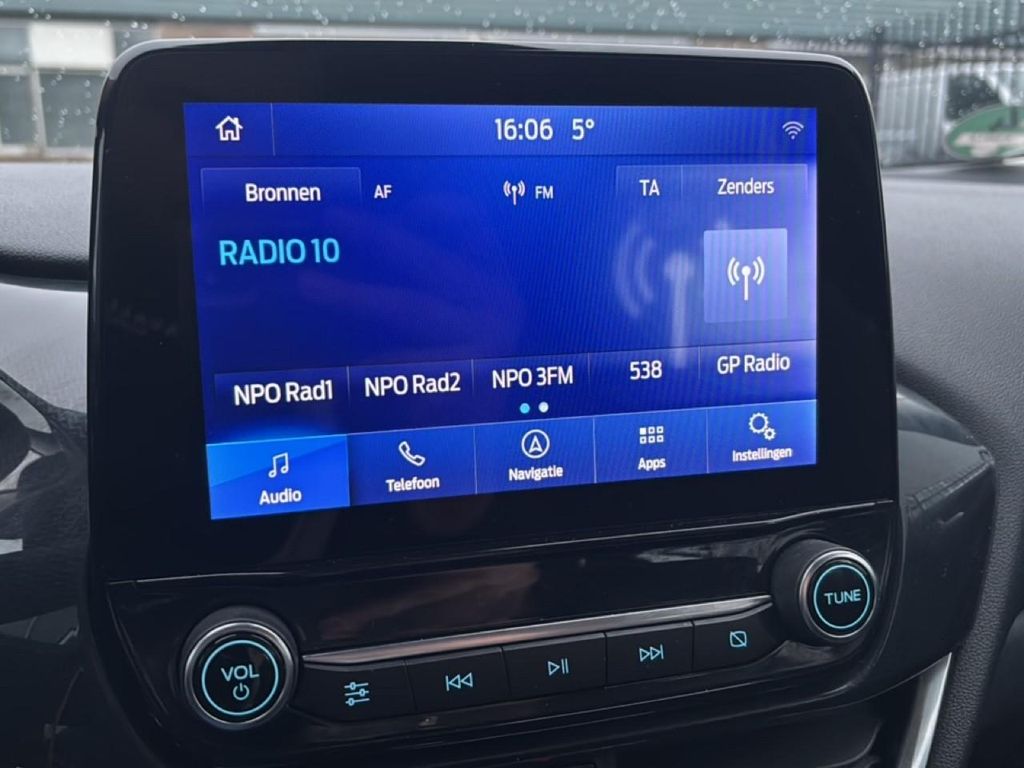 16:06 5°
Bronnen AF FM TA Zenders
RADIO 10
NPO Rad1 NPO Rad2 NPO 3FM 538 GP Radio
Audio Telefoon Navigatie Apps Instellingen
VOL TUNE